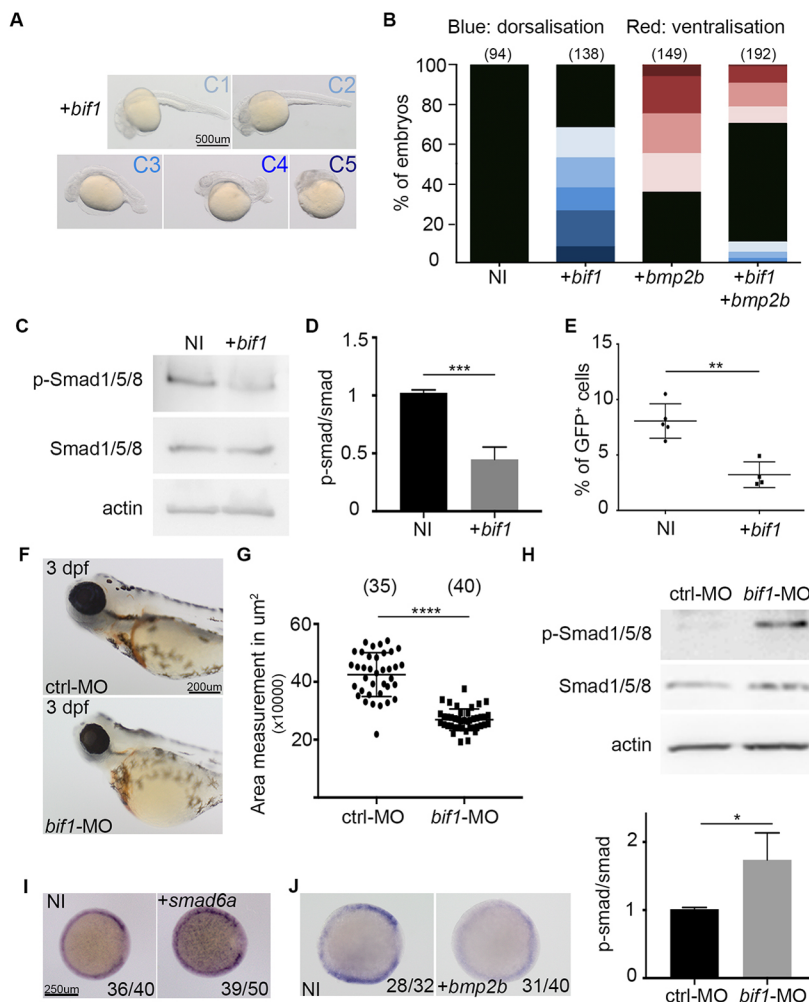 A
+bif1
C1
C2
500um
C3
C4
C5
B
Blue: dorsalisation Red: ventralisation
(94) (138) (149) (192)
% of embryos
100
80
60
40
20
0
NI +bif1 +bmp2b +bif1
+bmp2b
C
NI +bif1
p-Smad1/5/8
Smad1/5/8
actin
D
p-smad/smad
1.5
1
0.5
0
***
NI +bif1
E
% of GFP+ cells
15
10
5
0
**
NI +bif1
F
3 dpf
ctrl-MO
200um
3 dpf
bif1-MO
G
(35) (40)
****
Area measurement in um²
(x10000)
60
40
20
ctrl-MO bif1-MO
H
ctrl-MO bif1-MO
p-Smad1/5/8
Smad1/5/8
actin
p-smad/smad
2
1
0
*
ctrl-MO bif1-MO
I
NI
+smad6a
250um
36/40
39/50
J
NI
28/32
+bmp2b
31/40